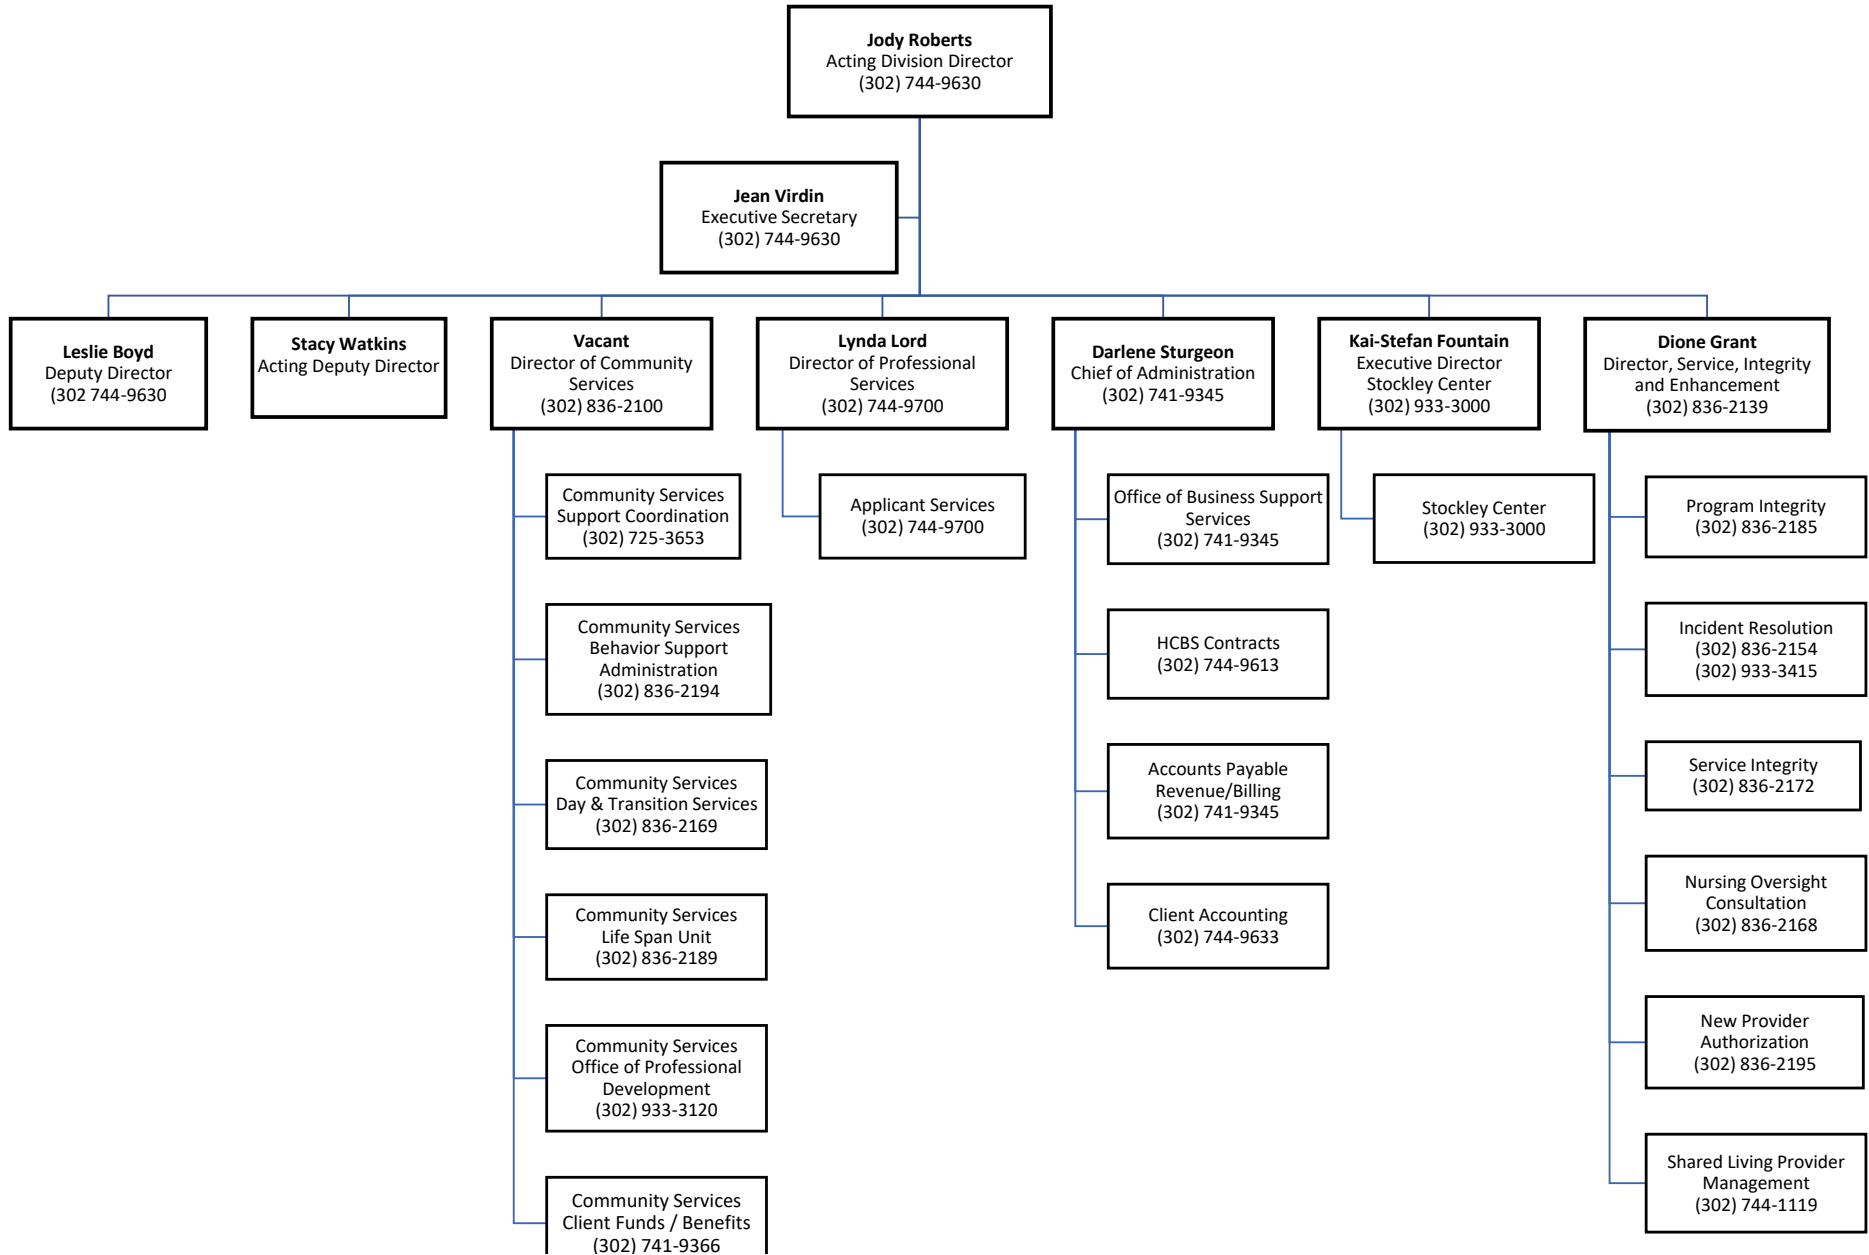 Jody Roberts
Acting Division Director
(302) 744-9630
Jean Virdin
Executive Secretary
(302) 744-9630
Leslie Boyd
Deputy Director
(302 744-9630
Stacy Watkins
Acting Deputy Director
Vacant
Director of Community
Services
(302) 836-2100
Lynda Lord
Director of Professional
Services
(302) 744-9700
Darlene Sturgeon
Chief of Administration
(302) 741-9345
Kai-Stefan Fountain
Executive Director
Stockley Center
(302) 933-3000
Dione Grant
Director, Service, Integrity
and Enhancement
(302) 836-2139
Community Services
Support Coordination
(302) 725-3653
Community Services
Behavior Support
Administration
(302) 836-2194
Community Services
Day & Transition Services
(302) 836-2169
Community Services
Life Span Unit
(302) 836-2189
Community Services
Office of Professional
Development
(302) 933-3120
Community Services
Client Funds / Benefits
(302) 741-9366
Applicant Services
(302) 744-9700
Office of Business Support
Services
(302) 741-9345
HCBS Contracts
(302) 744-9613
Accounts Payable
Revenue/Billing
(302) 741-9345
Client Accounting
(302) 744-9633
Stockley Center
(302) 933-3000
Program Integrity
(302) 836-2185
Incident Resolution
(302) 836-2154
(302) 933-3415
Service Integrity
(302) 836-2172
Nursing Oversight
Consultation
(302) 836-2168
New Provider
Authorization
(302) 836-2195
Shared Living Provider
Management
(302) 744-1119